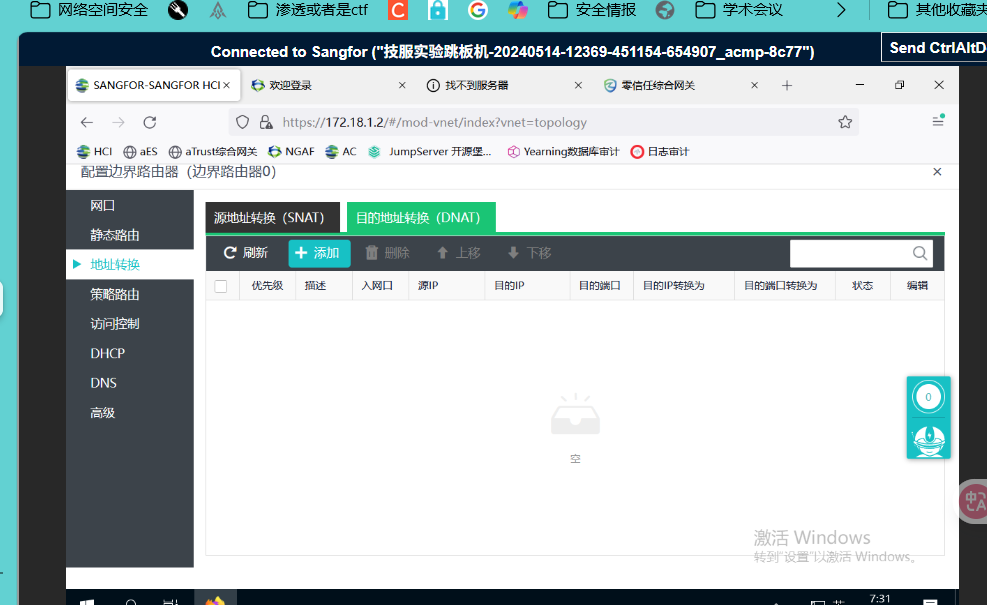 网络空间安全 渗透或者是ctf C 安全情报 学术会议 其他收藏夹
Connected to Sangfor ("技服实验跳板机-20240514-12369-451154-654907_acmp-8c77") Send CtrlAltD
SANGFOR-SANGFOR HCI 欢迎登录 找不到服务器 零信任综合网关
https://172.18.1.2/#/mod-vnet/index?vnet=topology
HCI aES aTrust综合网关 NGAF AC JumpServer 开源堡... Yearning数据库审计 日志审计
配置边界路由器（边界路由器0）
网口
静态路由
地址转换
策略路由
访问控制
DHCP
DNS
高级
源地址转换（SNAT） 目的地址转换（DNAT）
刷新 添加 删除 上移 下移
优先级 描述 入网口 源IP 目的IP 目的端口 目的IP转换为 目的端口转换为 状态 编辑
空
0
中 A
激活 Windows
转到"设置"以激活 Windows。
7:31